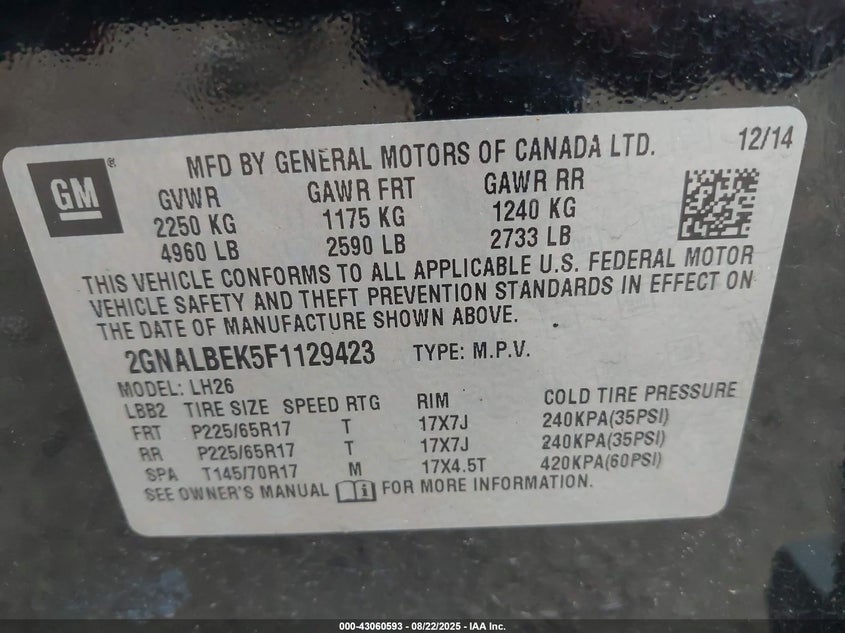 GM ® MFD BY GENERAL MOTORS OF CANADA LTD. 12/14
GVWR GAWR FRT GAWR RR
2250 KG 1175 KG 1240 KG
4960 LB 2590 LB 2733 LB
THIS VEHICLE CONFORMS TO ALL APPLICABLE U.S. FEDERAL MOTOR
VEHICLE SAFETY AND THEFT PREVENTION STANDARDS IN EFFECT ON
THE DATE OF MANUFACTURE SHOWN ABOVE.
2GNALBEK5F1129423 TYPE: M.P.V.
MODEL: LH26
LBB2 TIRE SIZE SPEED RTG RIM COLD TIRE PRESSURE
FRT P225/65R17 T 17X7J 240KPA(35PSI)
RR P225/65R17 T 17X7J 240KPA(35PSI)
SPA T145/70R17 M 17X4.5T 420KPA(60PSI)
SEE OWNER'S MANUAL i FOR MORE INFORMATION.
000-43060593 - 08/22/2025 - IAA Inc.